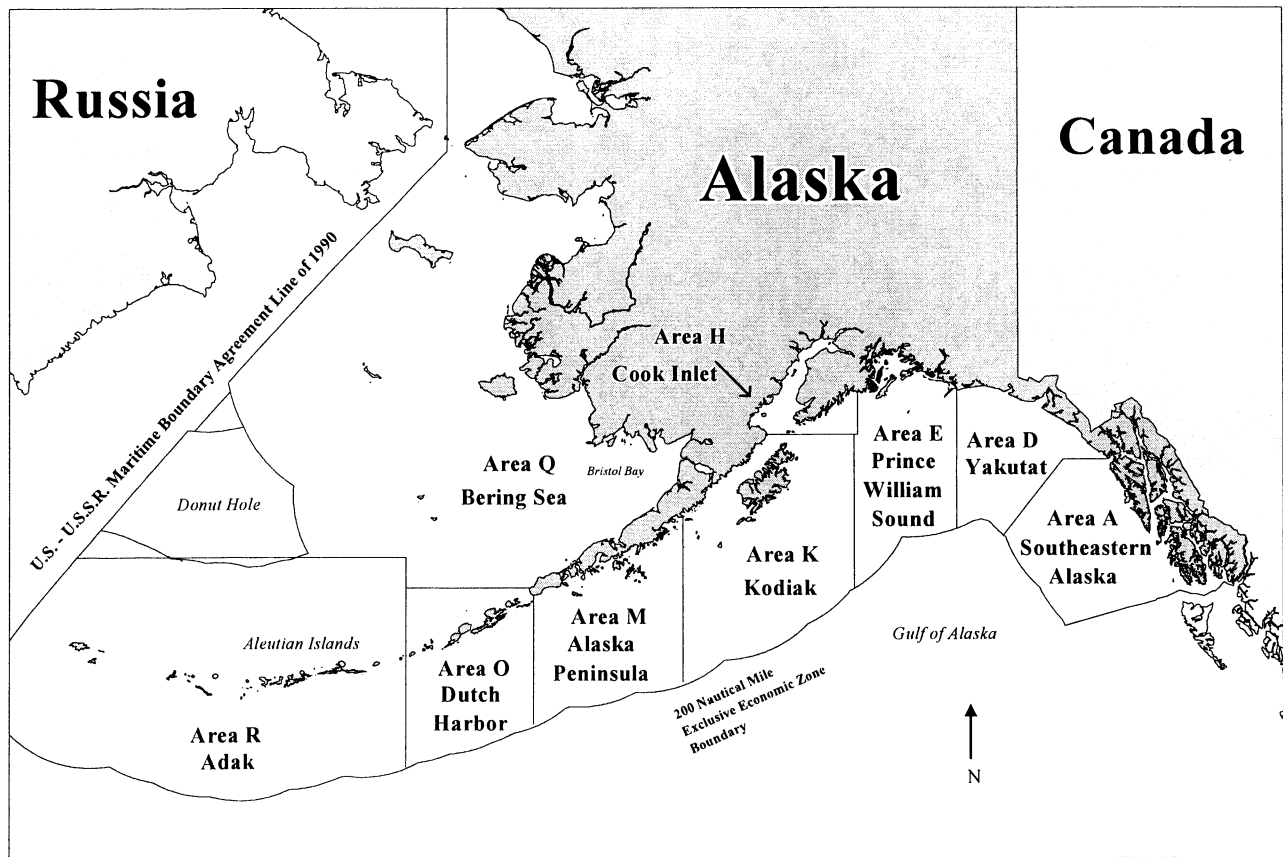 Russia
Canada
Alaska
U.S. - U.S.S.R. Maritime Boundary Agreement Line of 1990
Area H
Cook Inlet
Area Q
Bering Sea
Bristol Bay
Donut Hole
Area E
Prince
William
Sound
Area D
Yakutat
Area A
Southeastern
Alaska
Area K
Kodiak
Area M
Alaska
Peninsula
Aleutian Islands
Area O
Dutch
Harbor
Area R
Adak
Gulf of Alaska
200 Nautical Mile
Exclusive Economic Zone
Boundary
N